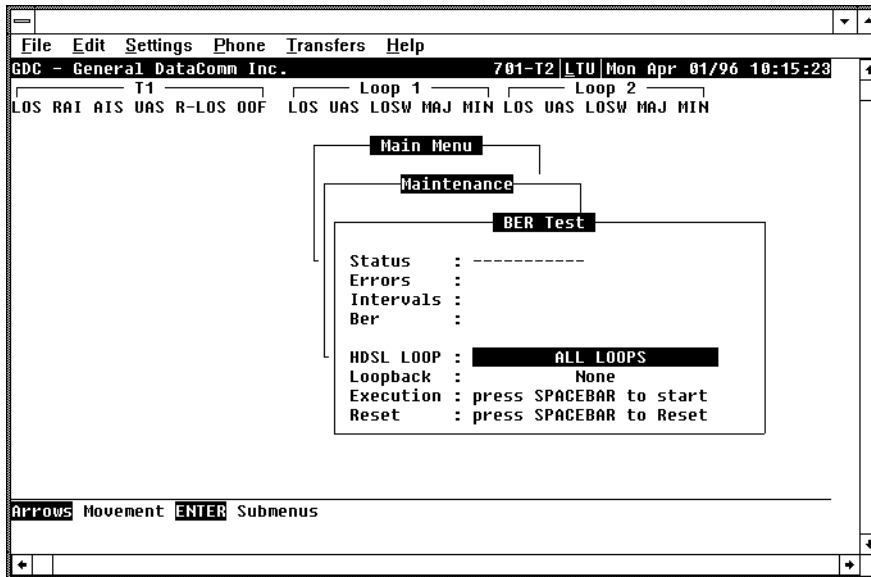 File Edit Settings Phone Transfers Help
GDC - General DataComm Inc. 701-T2 LTU Mon Apr 01/96 10:15:23
T1 Loop 1 Loop 2
LOS RAI AIS UAS R-LOS OOF LOS UAS LOSW MAJ MIN LOS UAS LOSW MAJ MIN
Main Menu
Maintenance
BER Test
Status : -----------
Errors :
Intervals :
Ber :
HDSL LOOP : ALL LOOPS
Loopback : None
Execution : press SPACEBAR to start
Reset : press SPACEBAR to Reset
Arrows Movement ENTER Submenus